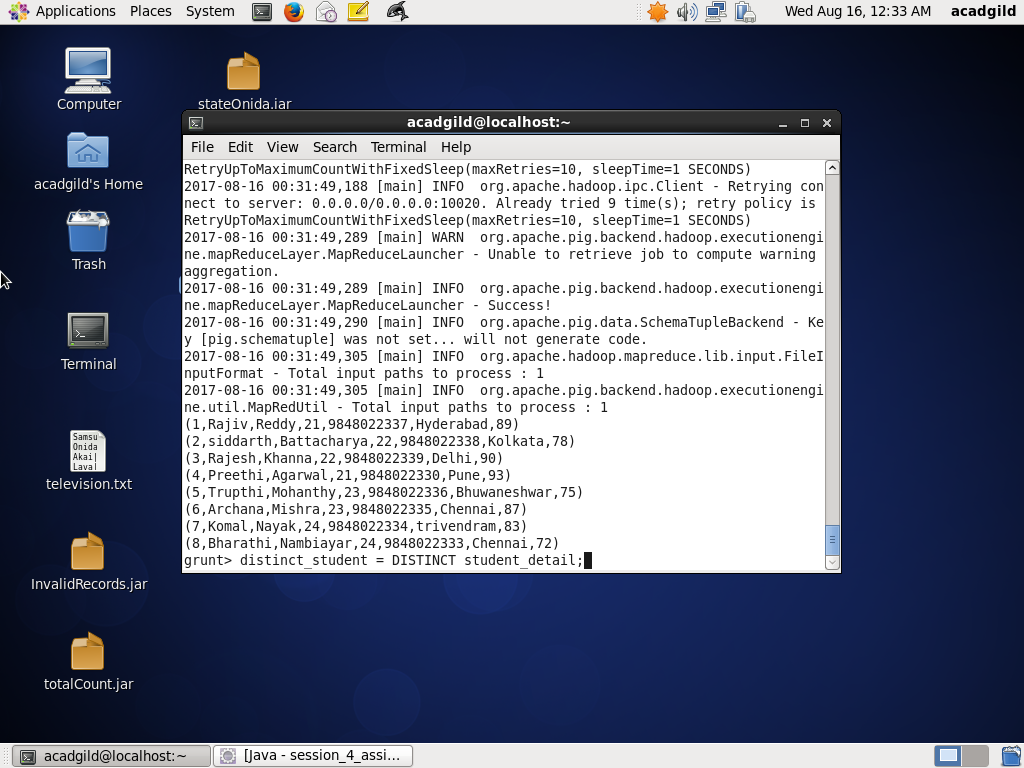 Applications Places System Wed Aug 16, 12:33 AM acadgild
Computer
stateOnida.jar
acadgild's Home
Trash
Terminal
Samsu
Onida
Akai|
Lava|
television.txt
InvalidRecords.jar
totalCount.jar
acadgild@localhost:~
File Edit View Search Terminal Help
RetryUpToMaximumCountWithFixedSleep(maxRetries=10, sleepTime=1 SECONDS)
2017-08-16 00:31:49,188 [main] INFO  org.apache.hadoop.ipc.Client - Retrying con
nect to server: 0.0.0.0/0.0.0.0:10020. Already tried 9 time(s); retry policy is
RetryUpToMaximumCountWithFixedSleep(maxRetries=10, sleepTime=1 SECONDS)
2017-08-16 00:31:49,289 [main] WARN  org.apache.pig.backend.hadoop.executionengi
ne.mapReduceLayer.MapReduceLauncher - Unable to retrieve job to compute warning
aggregation.
2017-08-16 00:31:49,289 [main] INFO  org.apache.pig.backend.hadoop.executionengi
ne.mapReduceLayer.MapReduceLauncher - Success!
2017-08-16 00:31:49,290 [main] INFO  org.apache.pig.data.SchemaTupleBackend - Ke
y [pig.schematuple] was not set... will not generate code.
2017-08-16 00:31:49,305 [main] INFO  org.apache.hadoop.mapreduce.lib.input.FileI
nputFormat - Total input paths to process : 1
2017-08-16 00:31:49,305 [main] INFO  org.apache.pig.backend.hadoop.executionengi
ne.util.MapRedUtil - Total input paths to process : 1
(1,Rajiv,Reddy,21,9848022337,Hyderabad,89)
(2,siddarth,Battacharya,22,9848022338,Kolkata,78)
(3,Rajesh,Khanna,22,9848022339,Delhi,90)
(4,Preethi,Agarwal,21,9848022330,Pune,93)
(5,Trupthi,Mohanthy,23,9848022336,Bhuwaneshwar,75)
(6,Archana,Mishra,23,9848022335,Chennai,87)
(7,Komal,Nayak,24,9848022334,trivendram,83)
(8,Bharathi,Nambiayar,24,9848022333,Chennai,72)
grunt> distinct_student = DISTINCT student_detail;
acadgild@localhost:~ [Java - session_4_assi...